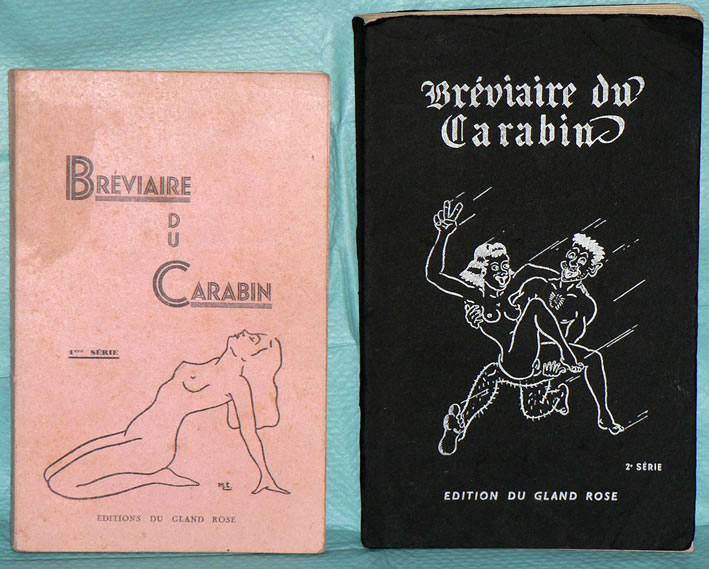 BRÉVIAIRE
DU
CARABIN
1ère SÉRIE
EDITIONS DU GLAND ROSE
Bréviaire du
Carabin
2e SÉRIE
EDITION DU GLAND ROSE